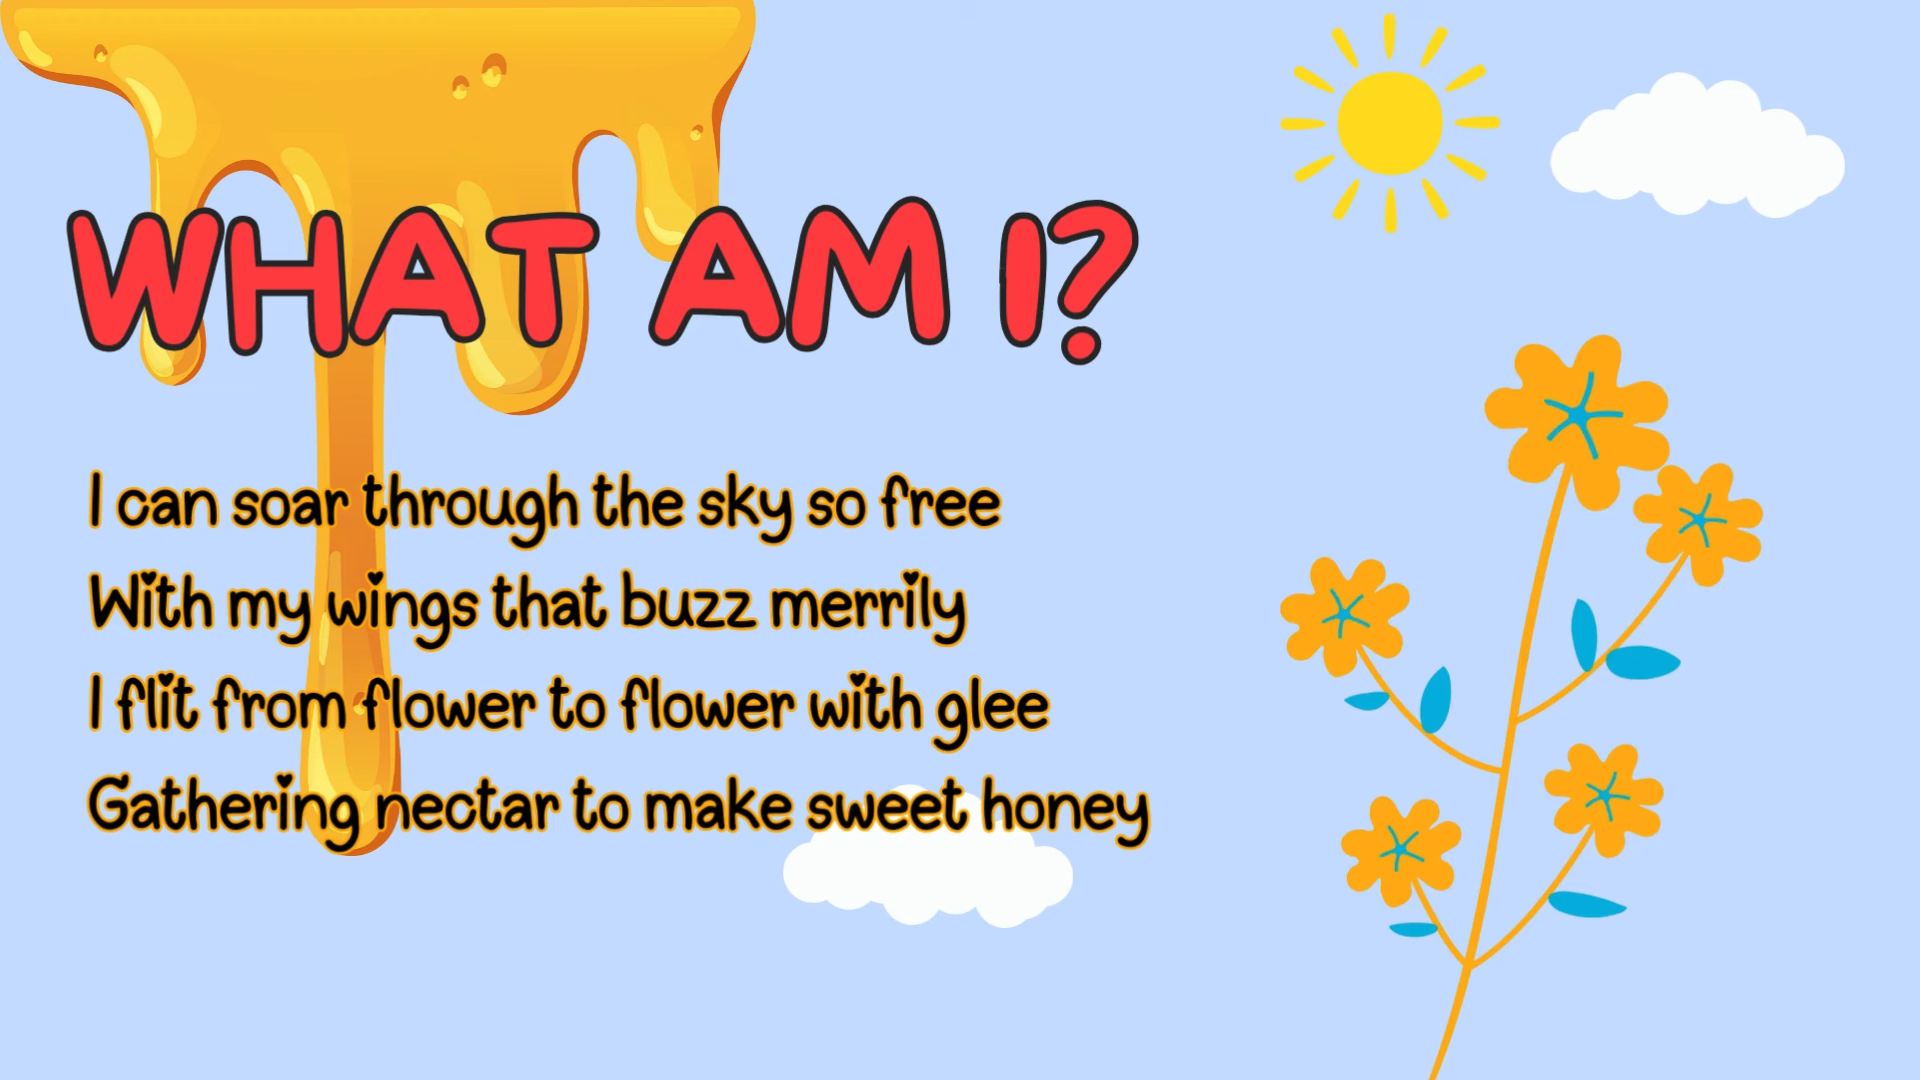 WHAT AM I?
I can soar through the sky so free
With my wings that buzz merrily
I flit from flower to flower with glee
Gathering nectar to make sweet honey